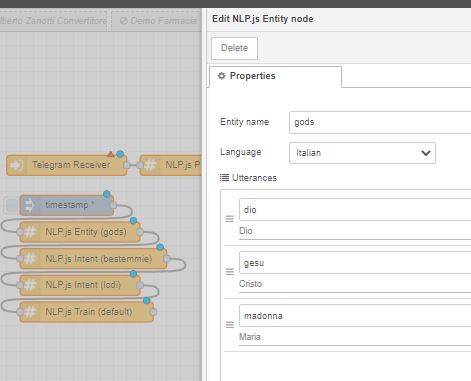 lberto Zanotti Convertitore
Demo Farmacia
Edit NLP.js Entity node
Delete
Properties
Entity name
gods
Language
Italian
Utterances
dio
Dio
gesu
Cristo
madonna
Maria
Telegram Receiver
NLP.js P
timestamp *
NLP.js Entity (gods)
NLP.js Intent (bestemmie)
NLP.js Intent (lodi)
NLP.js Train (default)